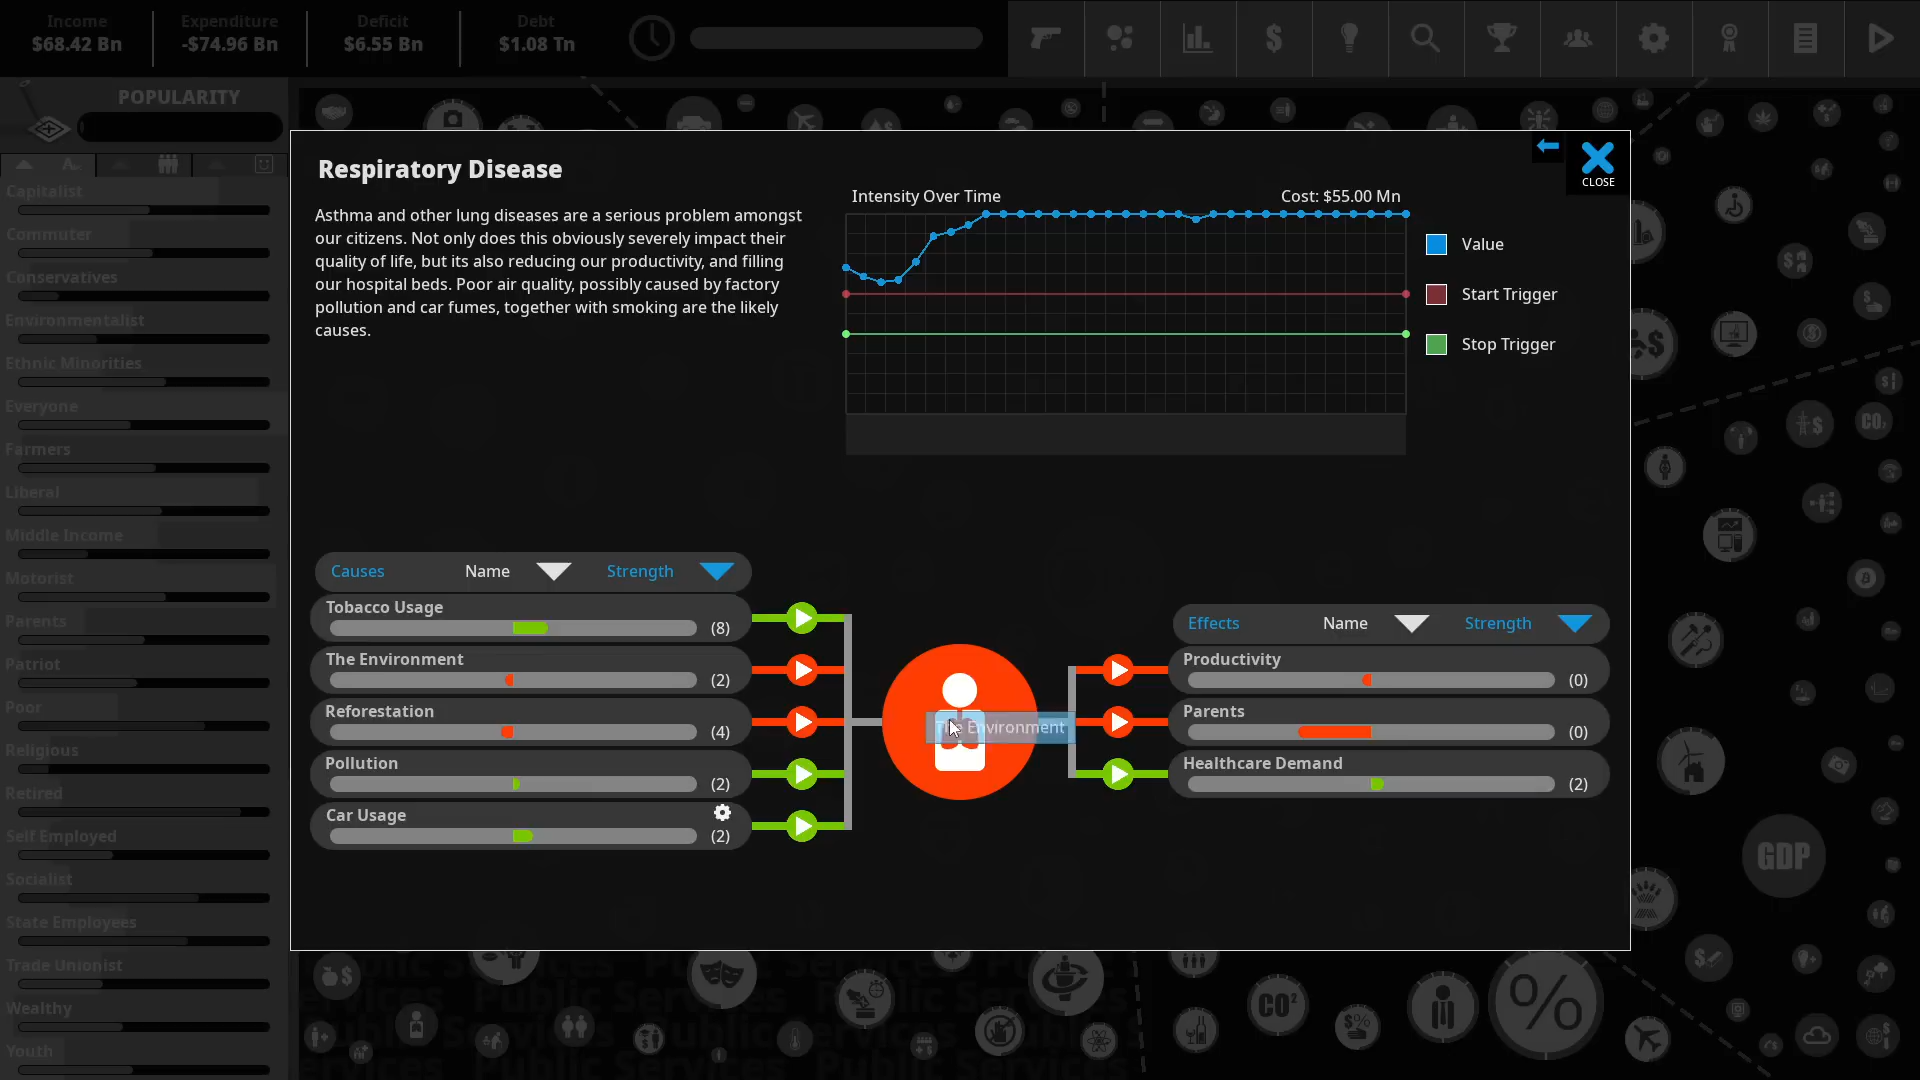 Income
$68.42 Bn
Expenditure
-$74.96 Bn
Deficit
$6.55 Bn
Debt
$1.08 Tn
POPULARITY
Capitalist
Commuter
Conservatives
Environmentalist
Ethnic Minorities
Everyone
Farmers
Liberal
Middle Income
Motorist
Parents
Patriot
Poor
Religious
Retired
Self Employed
Socialist
State Employees
Trade Unionist
Wealthy
Youth
Respiratory Disease
CLOSE
Asthma and other lung diseases are a serious problem amongst
our citizens. Not only does this obviously severely impact their
quality of life, but its also reducing our productivity, and filling
our hospital beds. Poor air quality, possibly caused by factory
pollution and car fumes, together with smoking are the likely
causes.
Intensity Over Time
Cost: $55.00 Mn
Value
Start Trigger
Stop Trigger
Causes Name Strength
Tobacco Usage
(8)
The Environment
(2)
Reforestation
(4)
Pollution
(2)
Car Usage
(2)
The Environment
Effects Name Strength
Productivity
(0)
Parents
(0)
Healthcare Demand
(2)
CO₂
GDP
CO²
%
Public Services